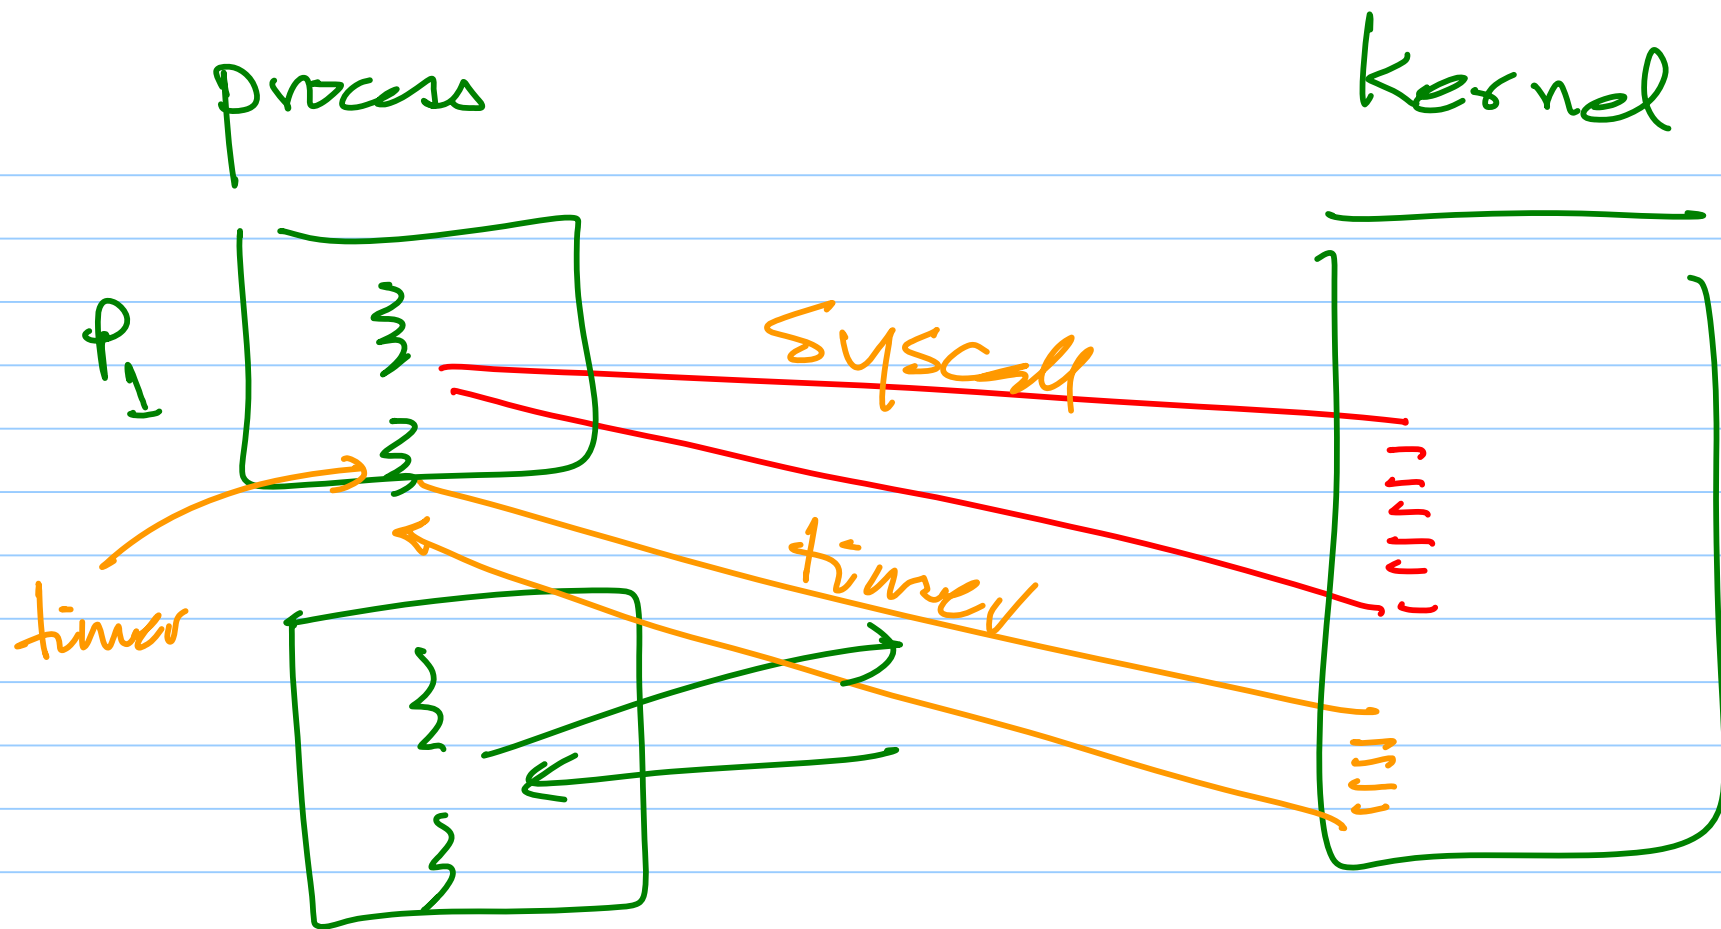 process
kernel
P1
syscall
timer
timer